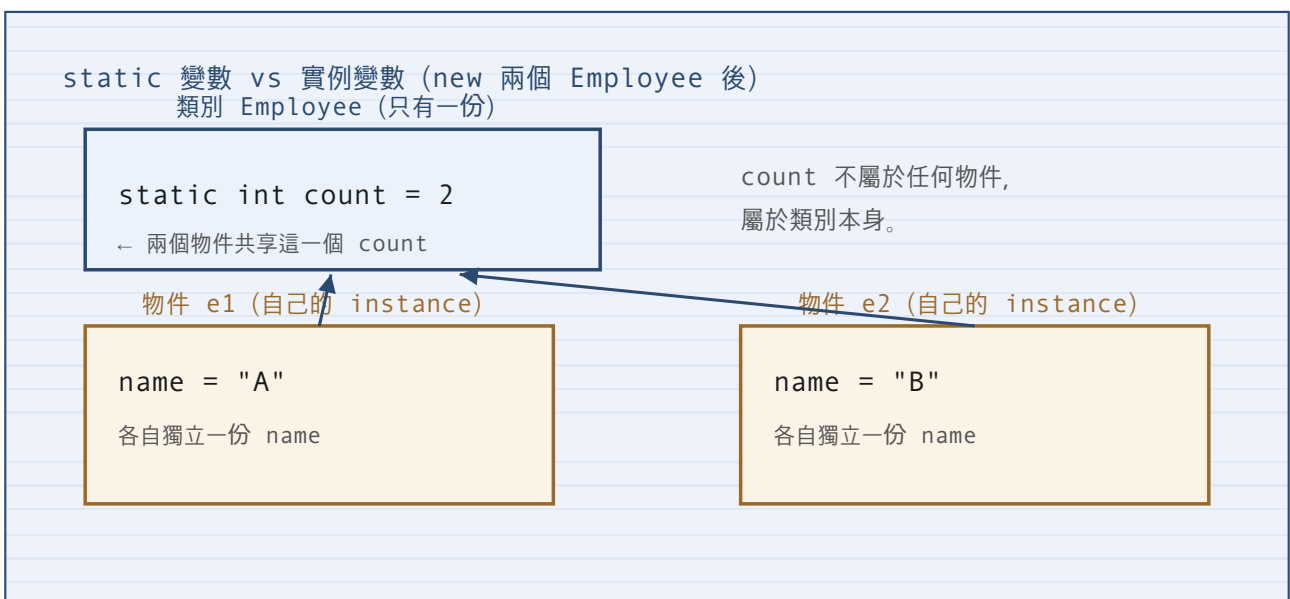 static 變數 vs 實例變數 (new 兩個 Employee 後)
類別 Employee (只有一份)
static int count = 2
← 兩個物件共享這一個 count
count 不屬於任何物件,
屬於類別本身。
物件 e1 (自己的 instance)
物件 e2 (自己的 instance)
name = "A"
各自獨立一份 name
name = "B"
各自獨立一份 name